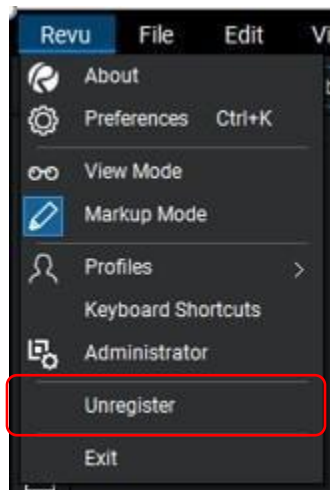 Revu File Edit
About
Preferences Ctrl+K
View Mode
Markup Mode
Profiles
Keyboard Shortcuts
Administrator
Unregister
Exit